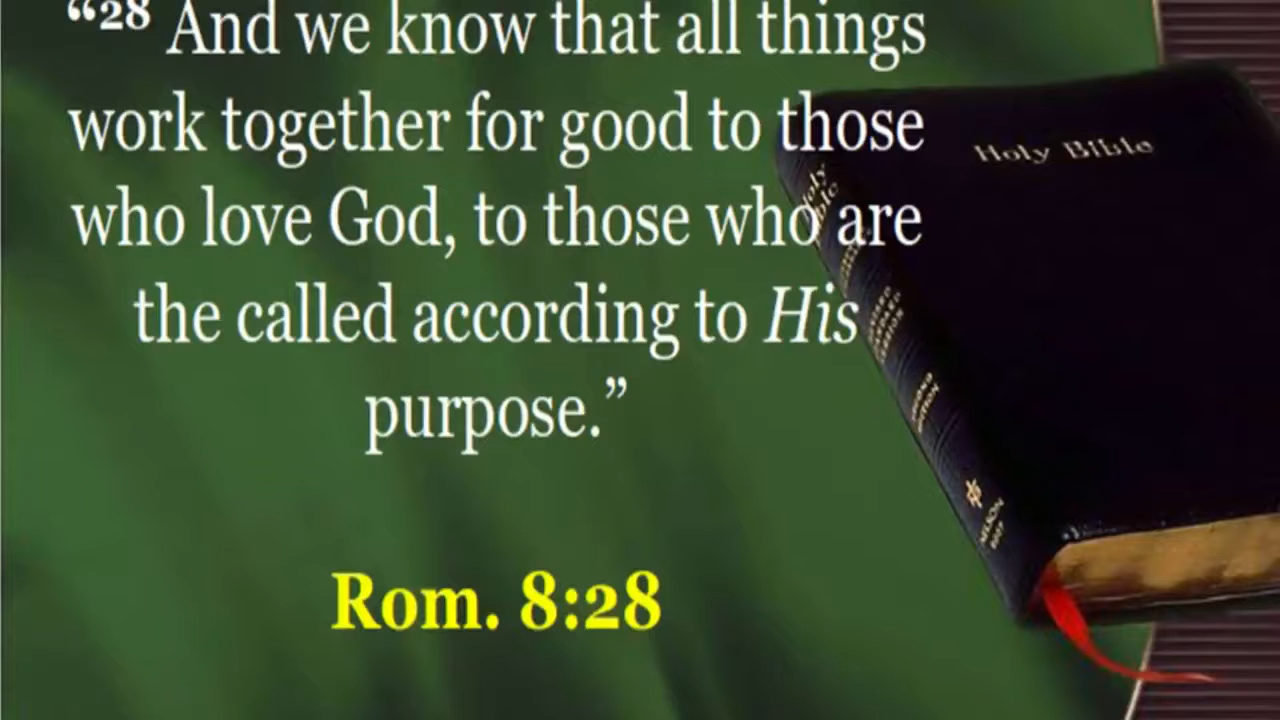 “28 And we know that all things
work together for good to those
who love God, to those who are
the called according to His
purpose.”
Rom. 8:28
Holy Bible
Holy